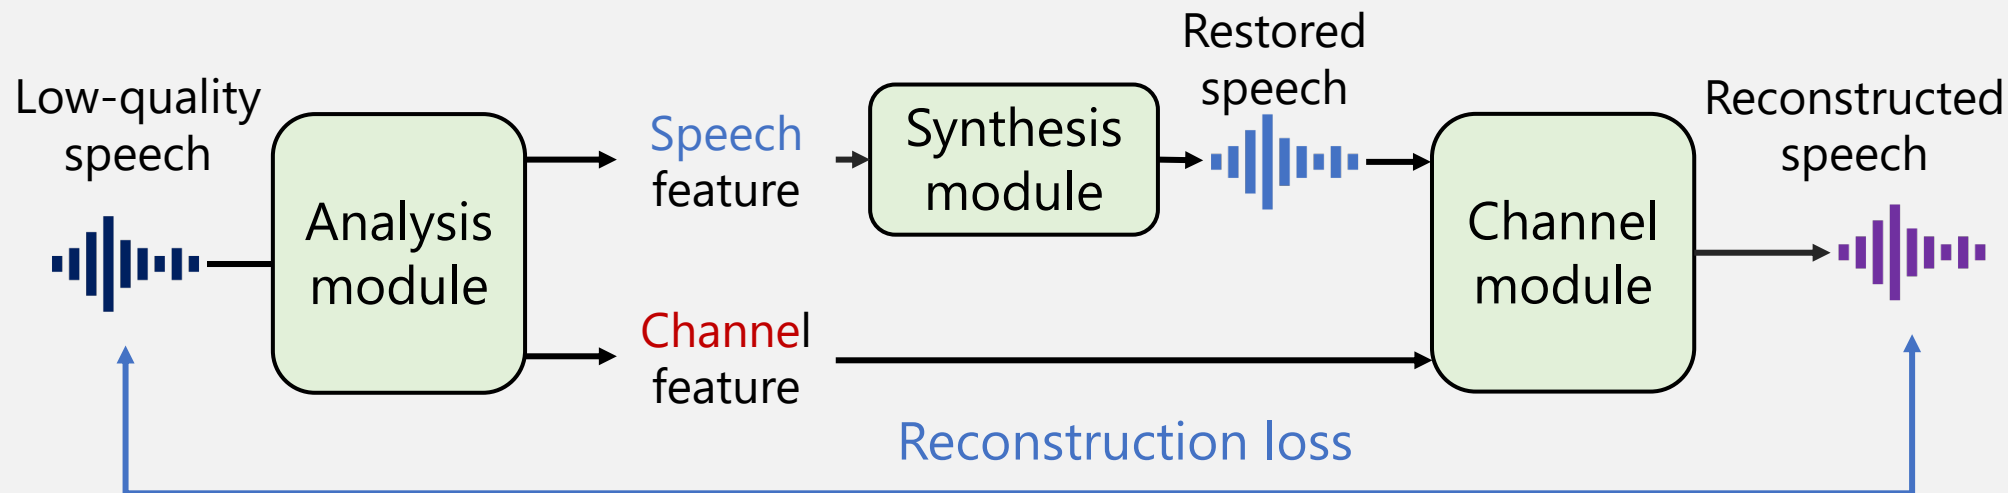 Low-quality
speech
Analysis
module
Speech
feature
Channel
feature
Synthesis
module
Restored
speech
Channel
module
Reconstructed
speech
Reconstruction loss